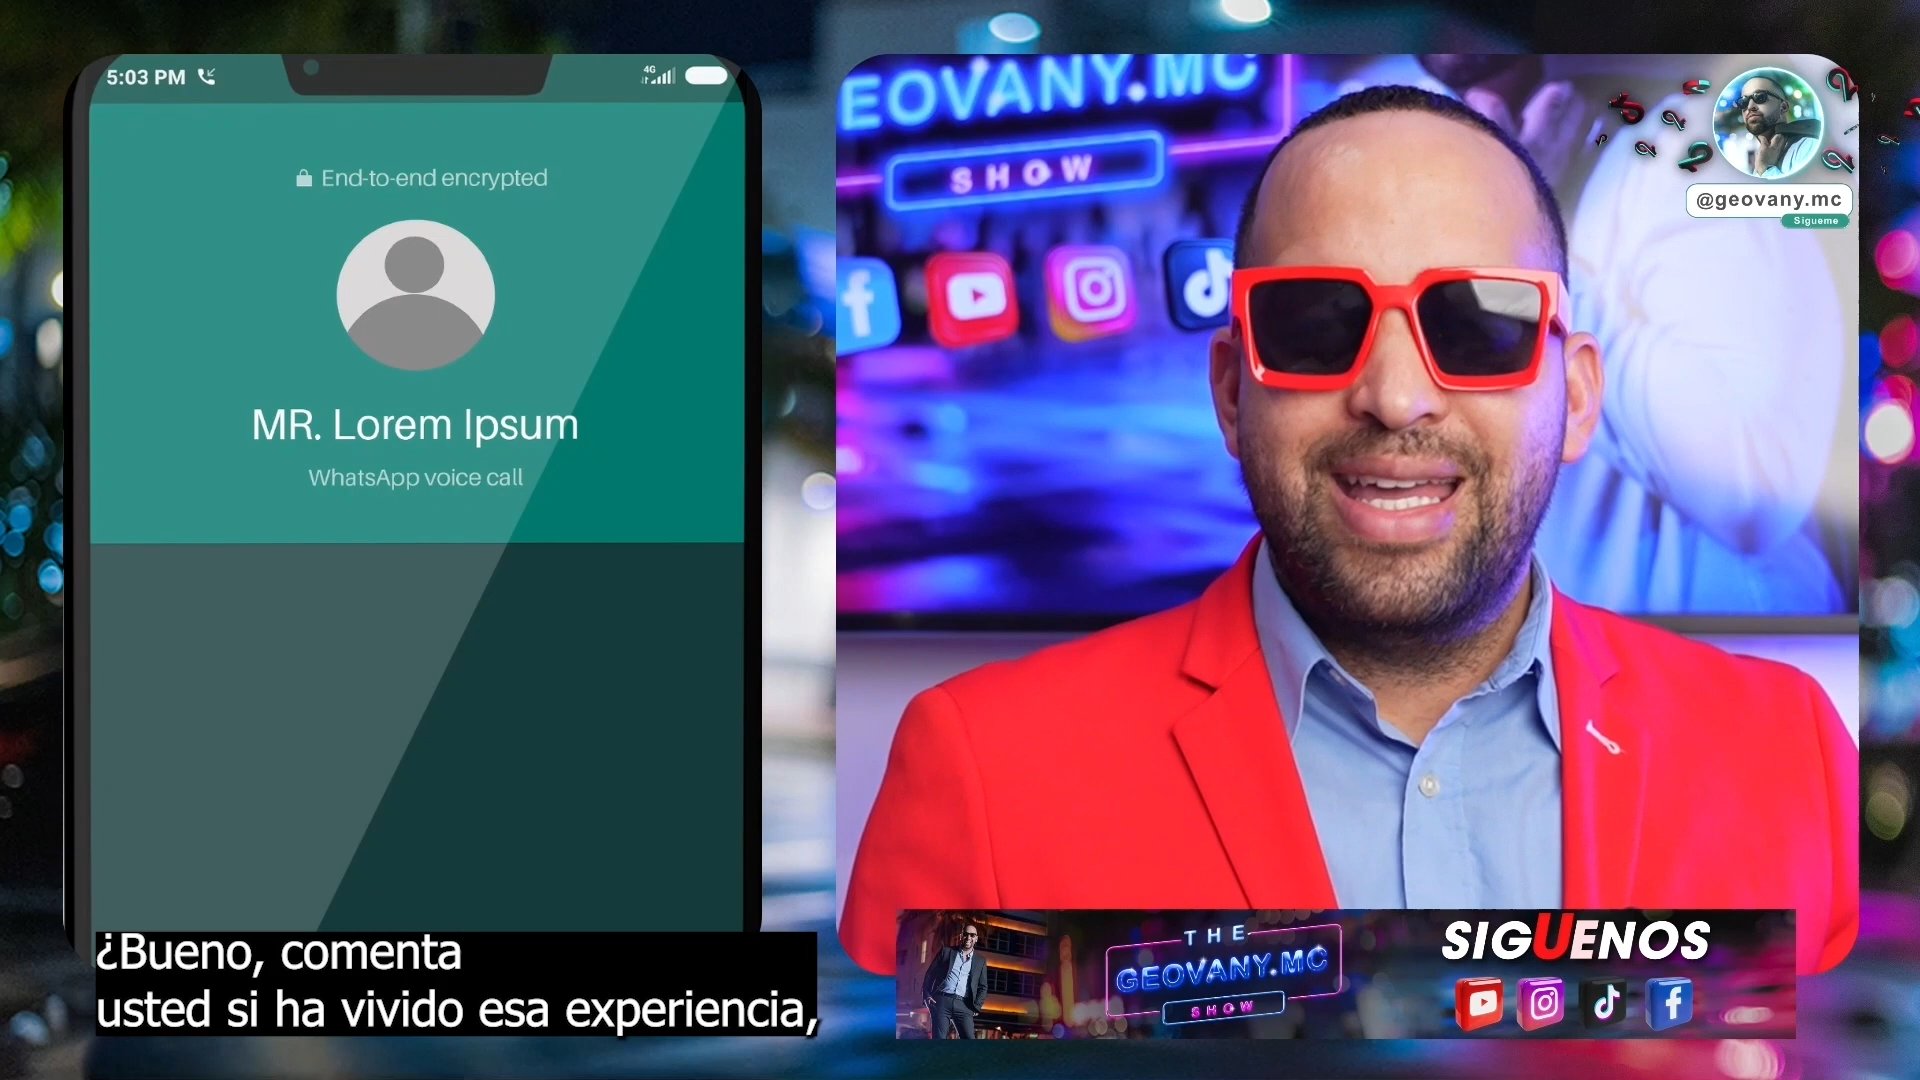 5:03 PM
4G
End-to-end encrypted
MR. Lorem Ipsum
WhatsApp voice call
EOVANY.MC
SHOW
@geovany.mc
Sigueme
¿Bueno, comenta
usted si ha vivido esa experiencia,
THE
GEOVANY.MC
SHOW
SIGUENOS